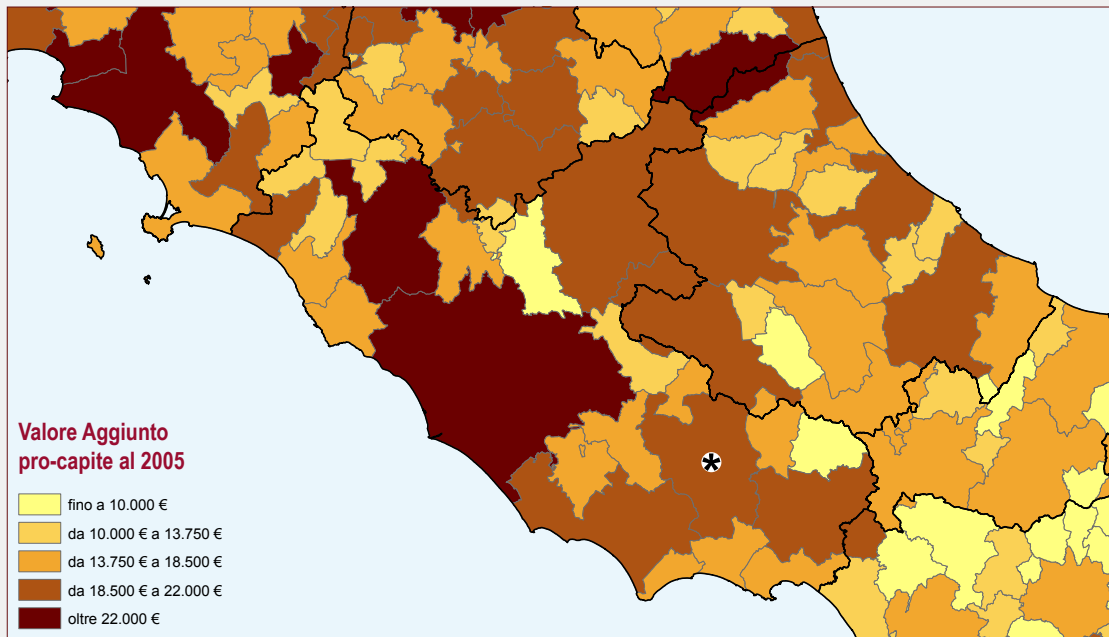 Valore Aggiunto
pro-capite al 2005
fino a 10.000 €
da 10.000 € a 13.750 €
da 13.750 € a 18.500 €
da 18.500 € a 22.000 €
oltre 22.000 €